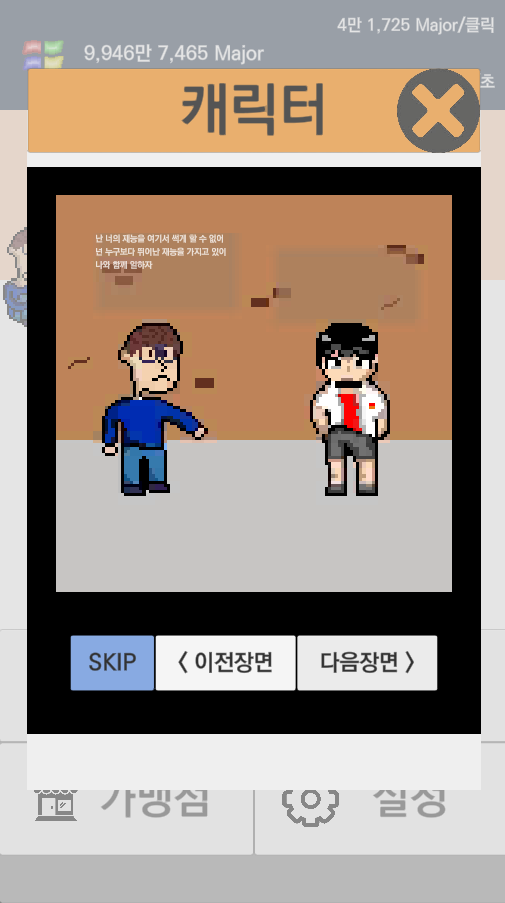 4만 1,725 Major/클릭
9,946만 7,465 Major
초
캐릭터
난 너의 재능을 여기서 썩게 할 수 없어
넌 누구보다 뛰어난 재능을 가지고 있어
나와 함께 일하자
SKIP
< 이전장면
다음장면 >
가맹점
설정